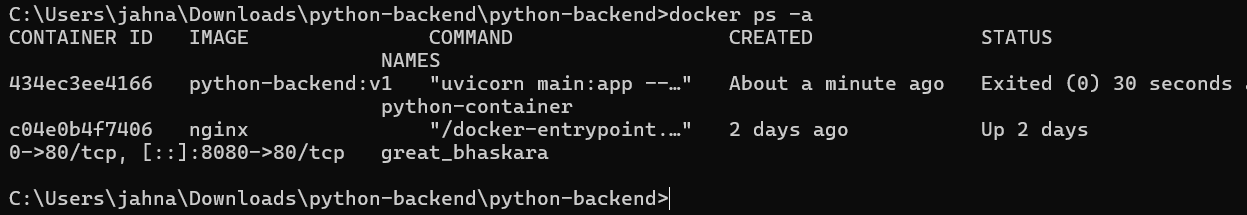 C:\Users\jahna\Downloads\python-backend\python-backend>docker ps -a
CONTAINER ID   IMAGE               COMMAND                  CREATED              STATUS
                               NAMES
434ec3ee4166   python-backend:v1   "uvicorn main:app --…"   About a minute ago   Exited (0) 30 seconds
                               python-container
c04e0b4f7406   nginx               "/docker-entrypoint.…"   2 days ago           Up 2 days
0->80/tcp, [::]:8080->80/tcp   great_bhaskara
C:\Users\jahna\Downloads\python-backend\python-backend>